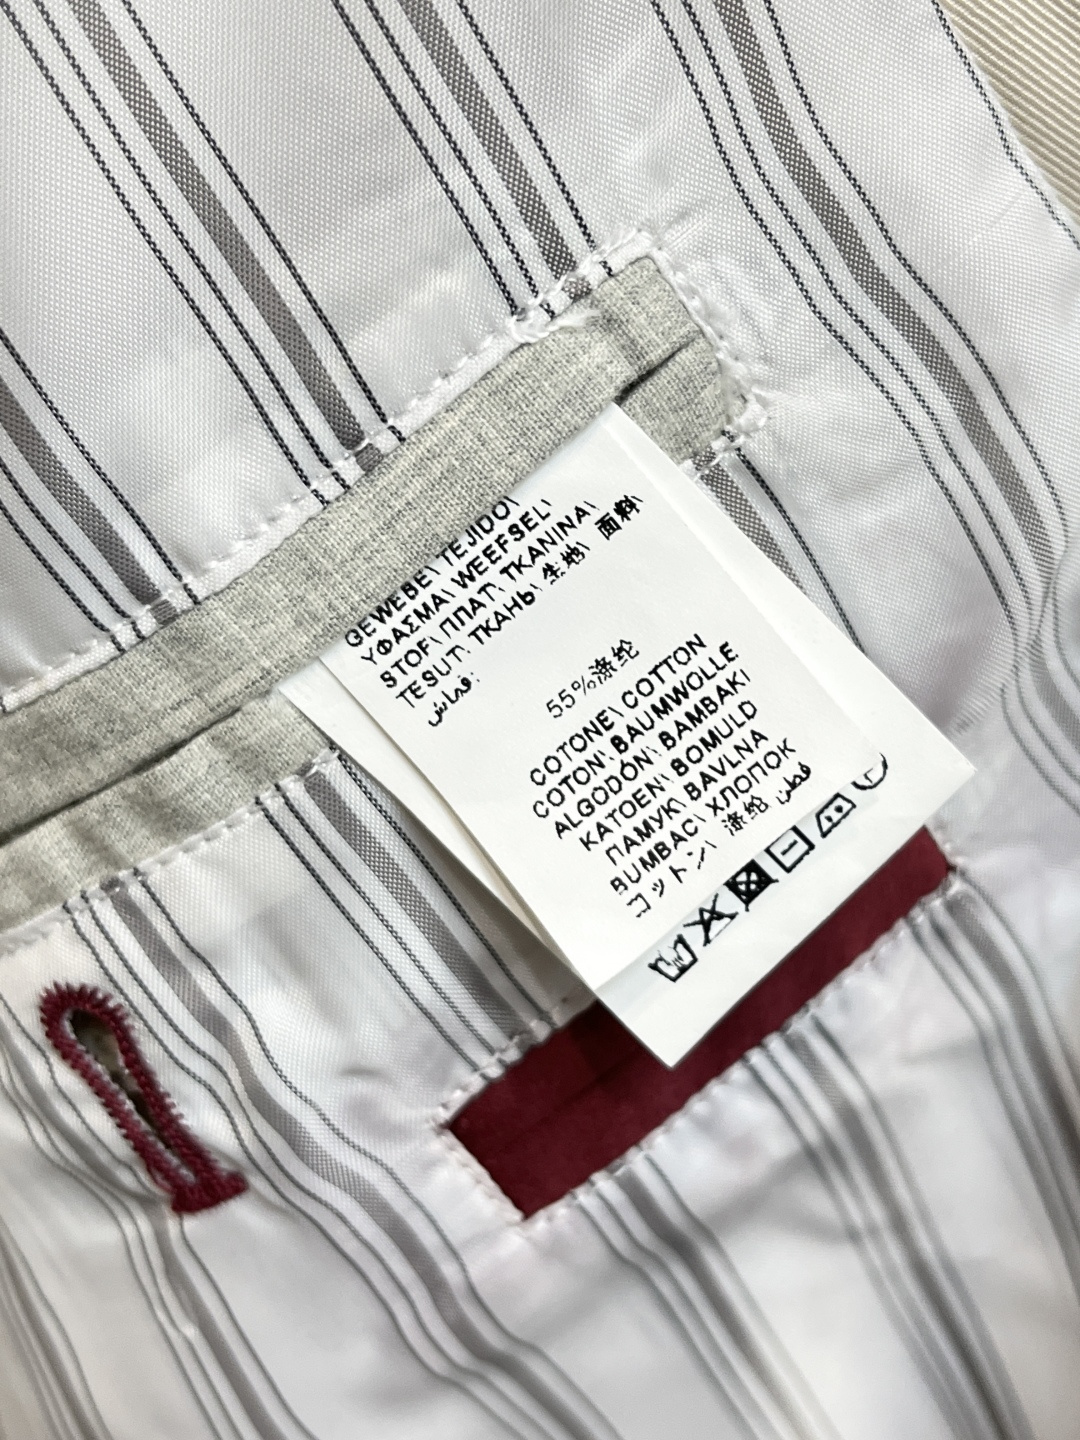 GEWEBE\ TEJIDO\
ΥΦΑΣΜΑ\ WEEFSEL\
STOF\ ПЛАТ\ TKANINA\
TESUT\ ТКАНЬ\ 生地\ 面料\
قماش:
55%涤纶
COTONE\ COTTON
COTON\ BAUMWOLLE
ALGODÓN\ BAMBAKI
KATOEN\ BOMULD
ПАМУК\ BAVLNA
BUMBAC\ ХЛОПОК
コットン\ 涤纶 قطن